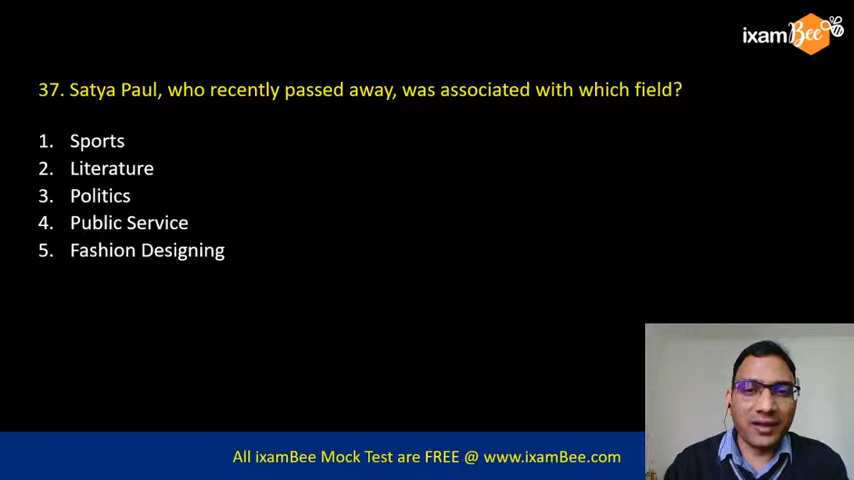 ixamBee
37. Satya Paul, who recently passed away, was associated with which field?
1. Sports
2. Literature
3. Politics
4. Public Service
5. Fashion Designing
All ixamBee Mock Test are FREE @ www.ixamBee.com